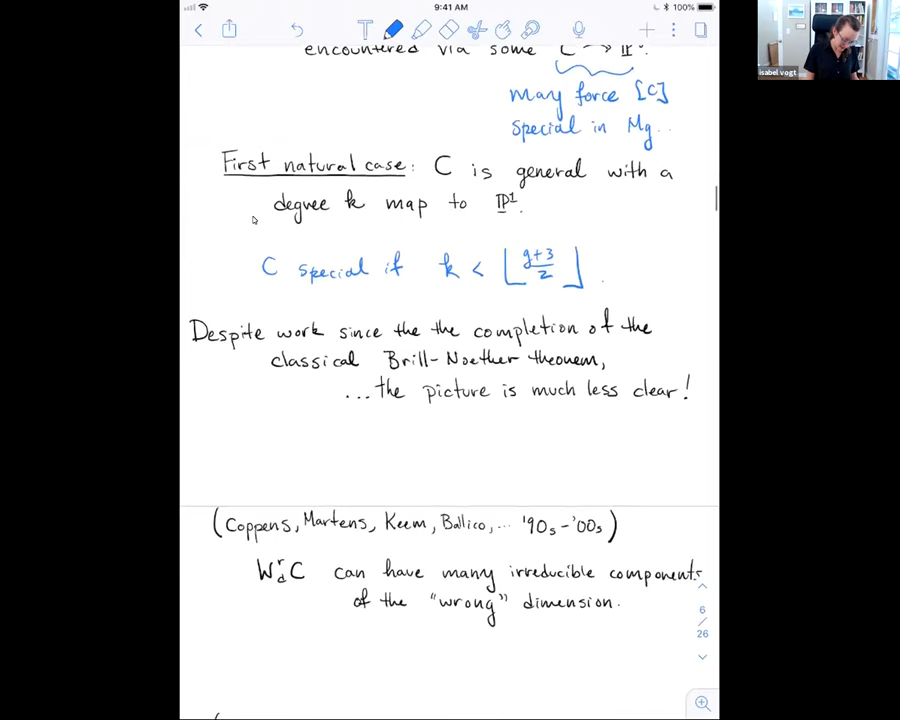 9:41 AM
100%
isabel vogt
encountered via some C → ℙʳ.
may force [C]
special in Mg..
First natural case: C is general with a
degree k map to ℙ¹.
C special if k < ⌊g+3/2⌋.
Despite work since the the completion of the
classical Brill-Noether theorem,
...the picture is much less clear!
(Coppens, Martens, Keem, Ballico,... '90s-'00s)
WʳdC can have many irreducible components
of the "wrong" dimension.
6
/
26